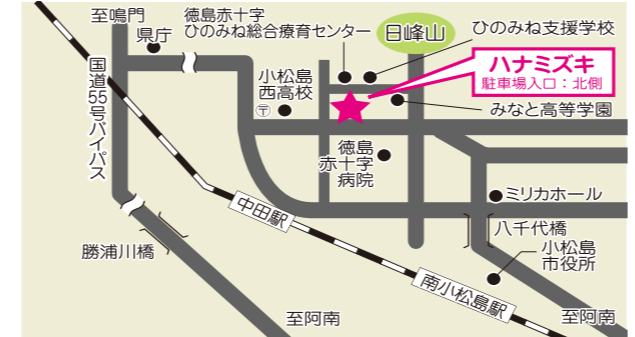 至鳴門
県庁
徳島赤十字
ひのみね総合療育センター
日峰山
ひのみね支援学校
ハナミズキ
駐車場入口：北側
国道55号バイパス
小松島
西高校
〒
みなと高等学園
徳島
赤十字
病院
ミリカホール
中田駅
八千代橋
勝浦川橋
小松島
市役所
南小松島駅
至阿南
至阿南